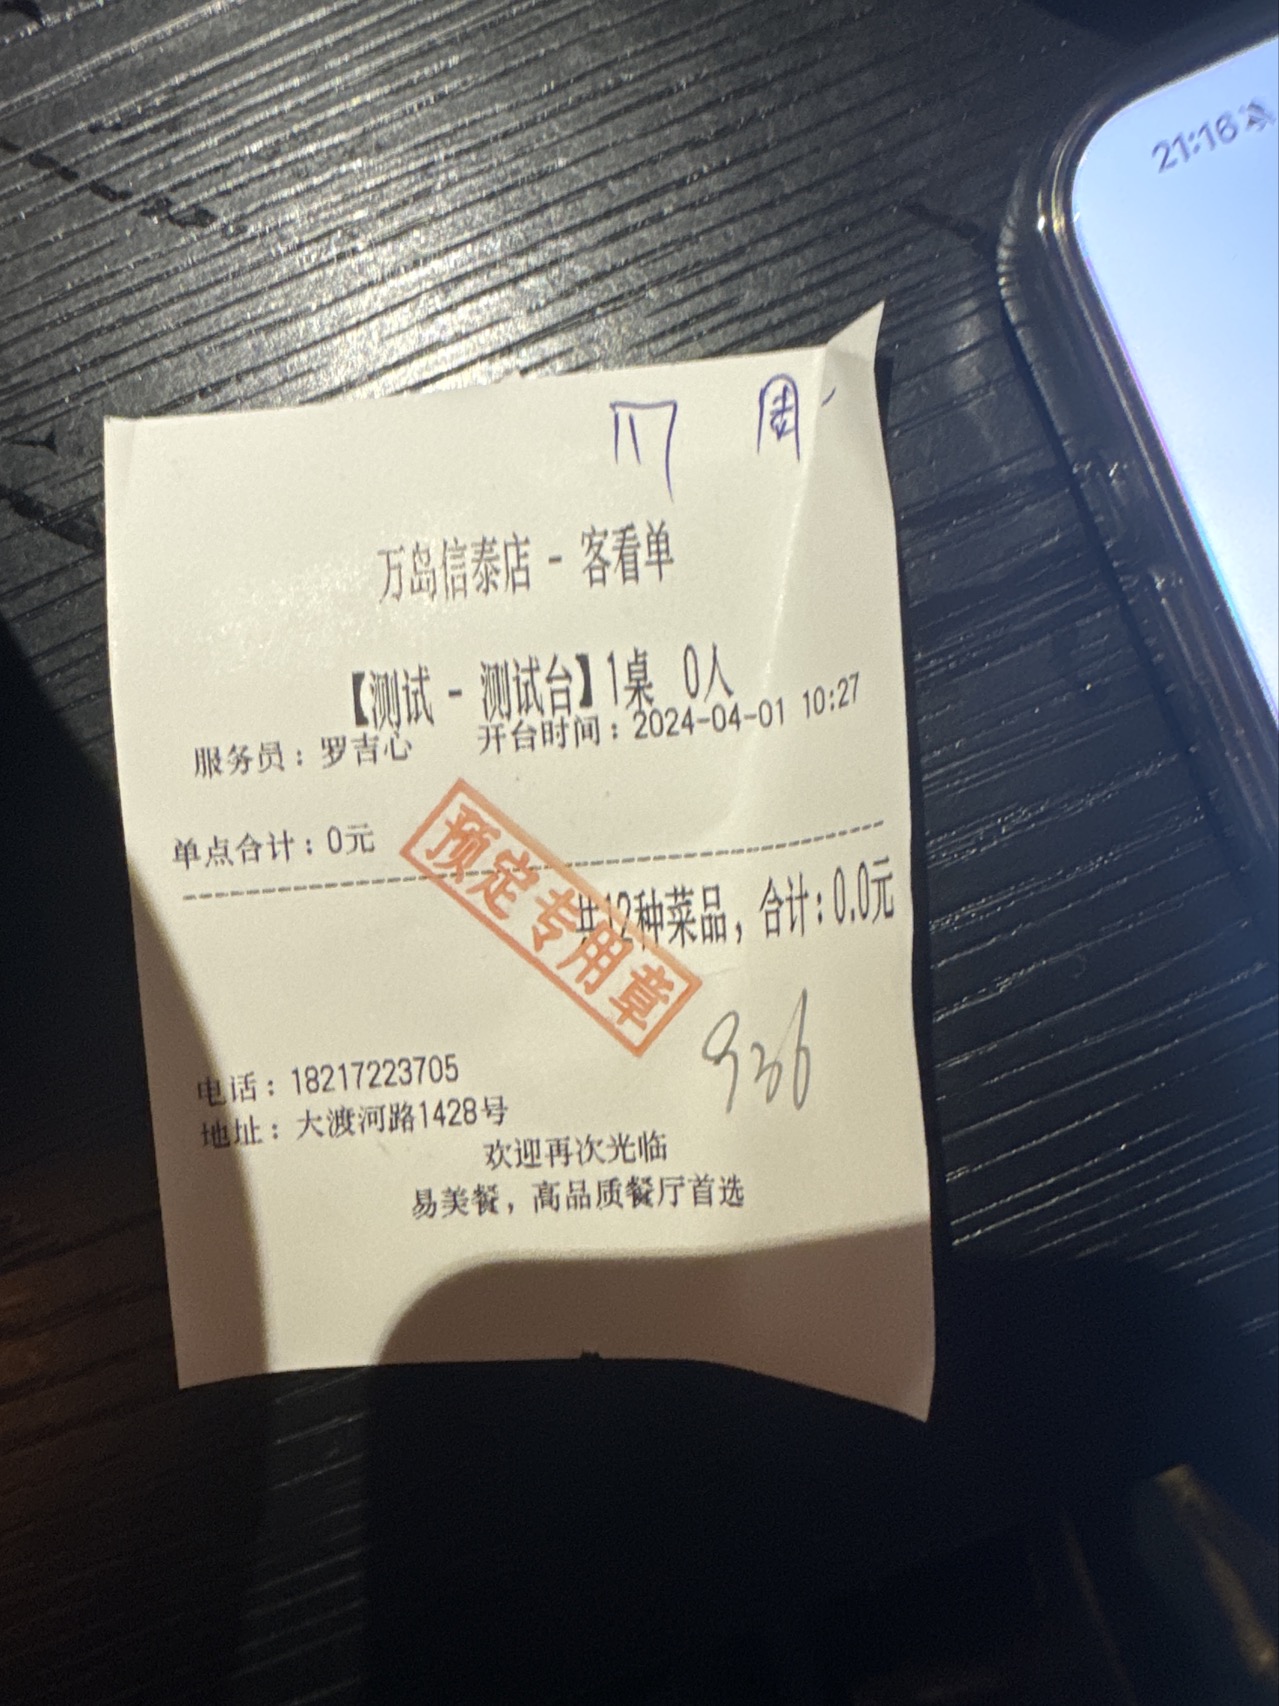 21:16
周
万岛信泰店 - 客看单
【测试 - 测试台】1桌 0人
服务员：罗吉心 开台时间：2024-04-01 10:27
单点合计：0元
预定专用章
共12种菜品，合计：0.0元
936
电话：18217223705
地址：大渡河路1428号
欢迎再次光临
易美餐，高品质餐厅首选